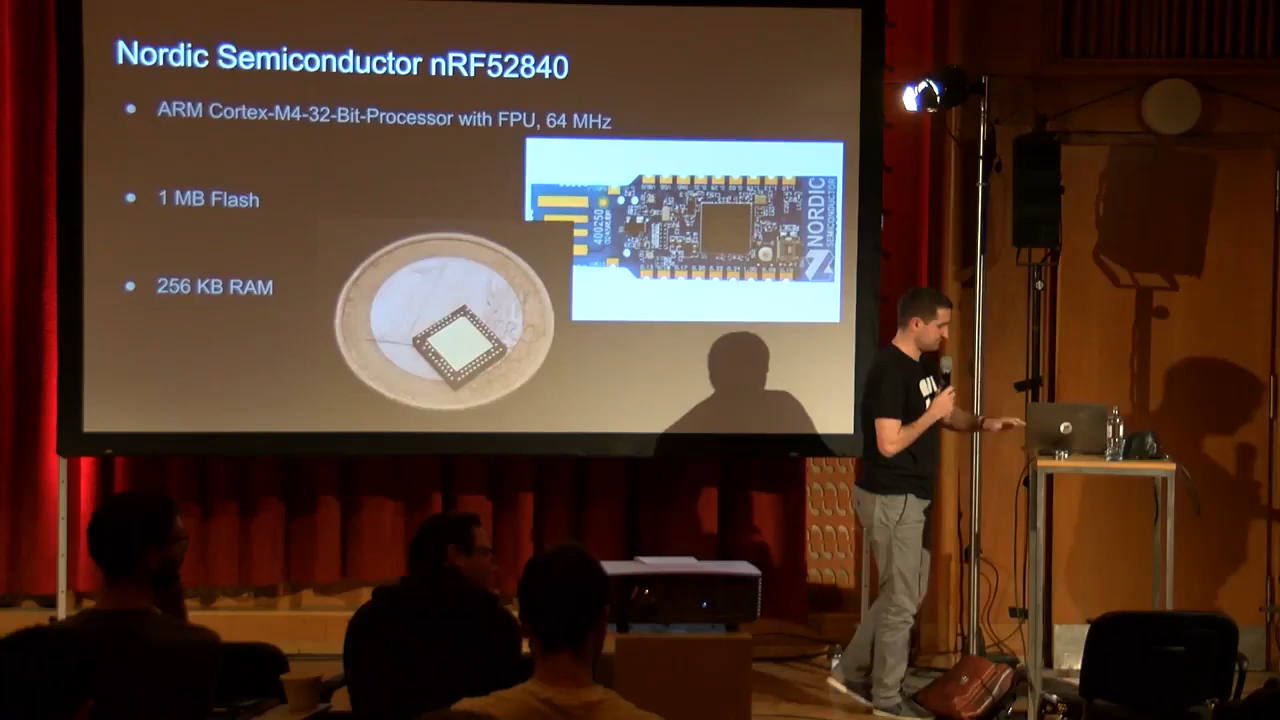 Nordic Semiconductor nRF52840
ARM Cortex-M4-32-Bit-Processor with FPU, 64 MHz
1 MB Flash
256 KB RAM
400250
NORDIC
SEMICONDUCTOR